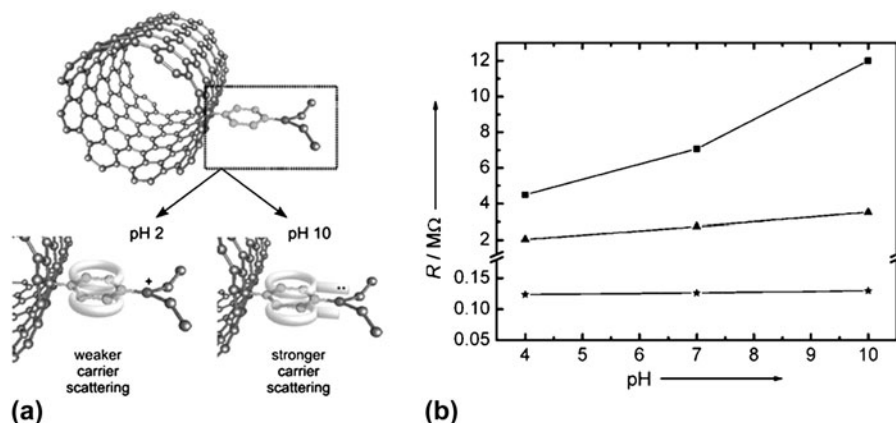 pH 2
pH 10
+
..
weaker
carrier
scattering
stronger
carrier
scattering
(a)
12
10
8
6
4
2
0.15
0.10
0.05
R / MΩ
4
5
6
7
8
9
10
pH
(b)